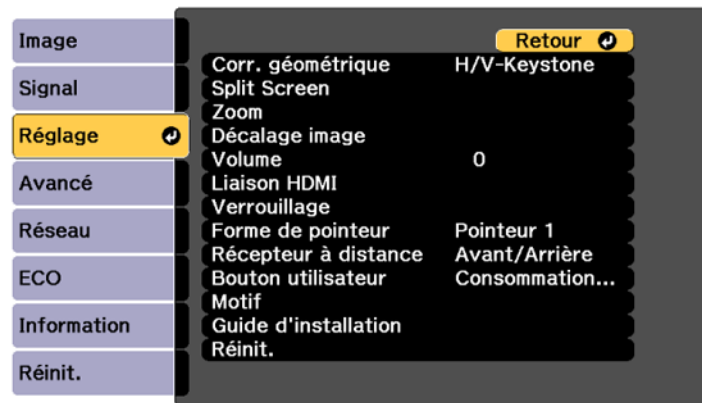 Image
Signal
Réglage
Avancé
Réseau
ECO
Information
Réinit.
Retour
Corr. géométrique H/V-Keystone
Split Screen
Zoom
Décalage image
Volume 0
Liaison HDMI
Verrouillage
Forme de pointeur Pointeur 1
Récepteur à distance Avant/Arrière
Bouton utilisateur Consommation...
Motif
Guide d'installation
Réinit.